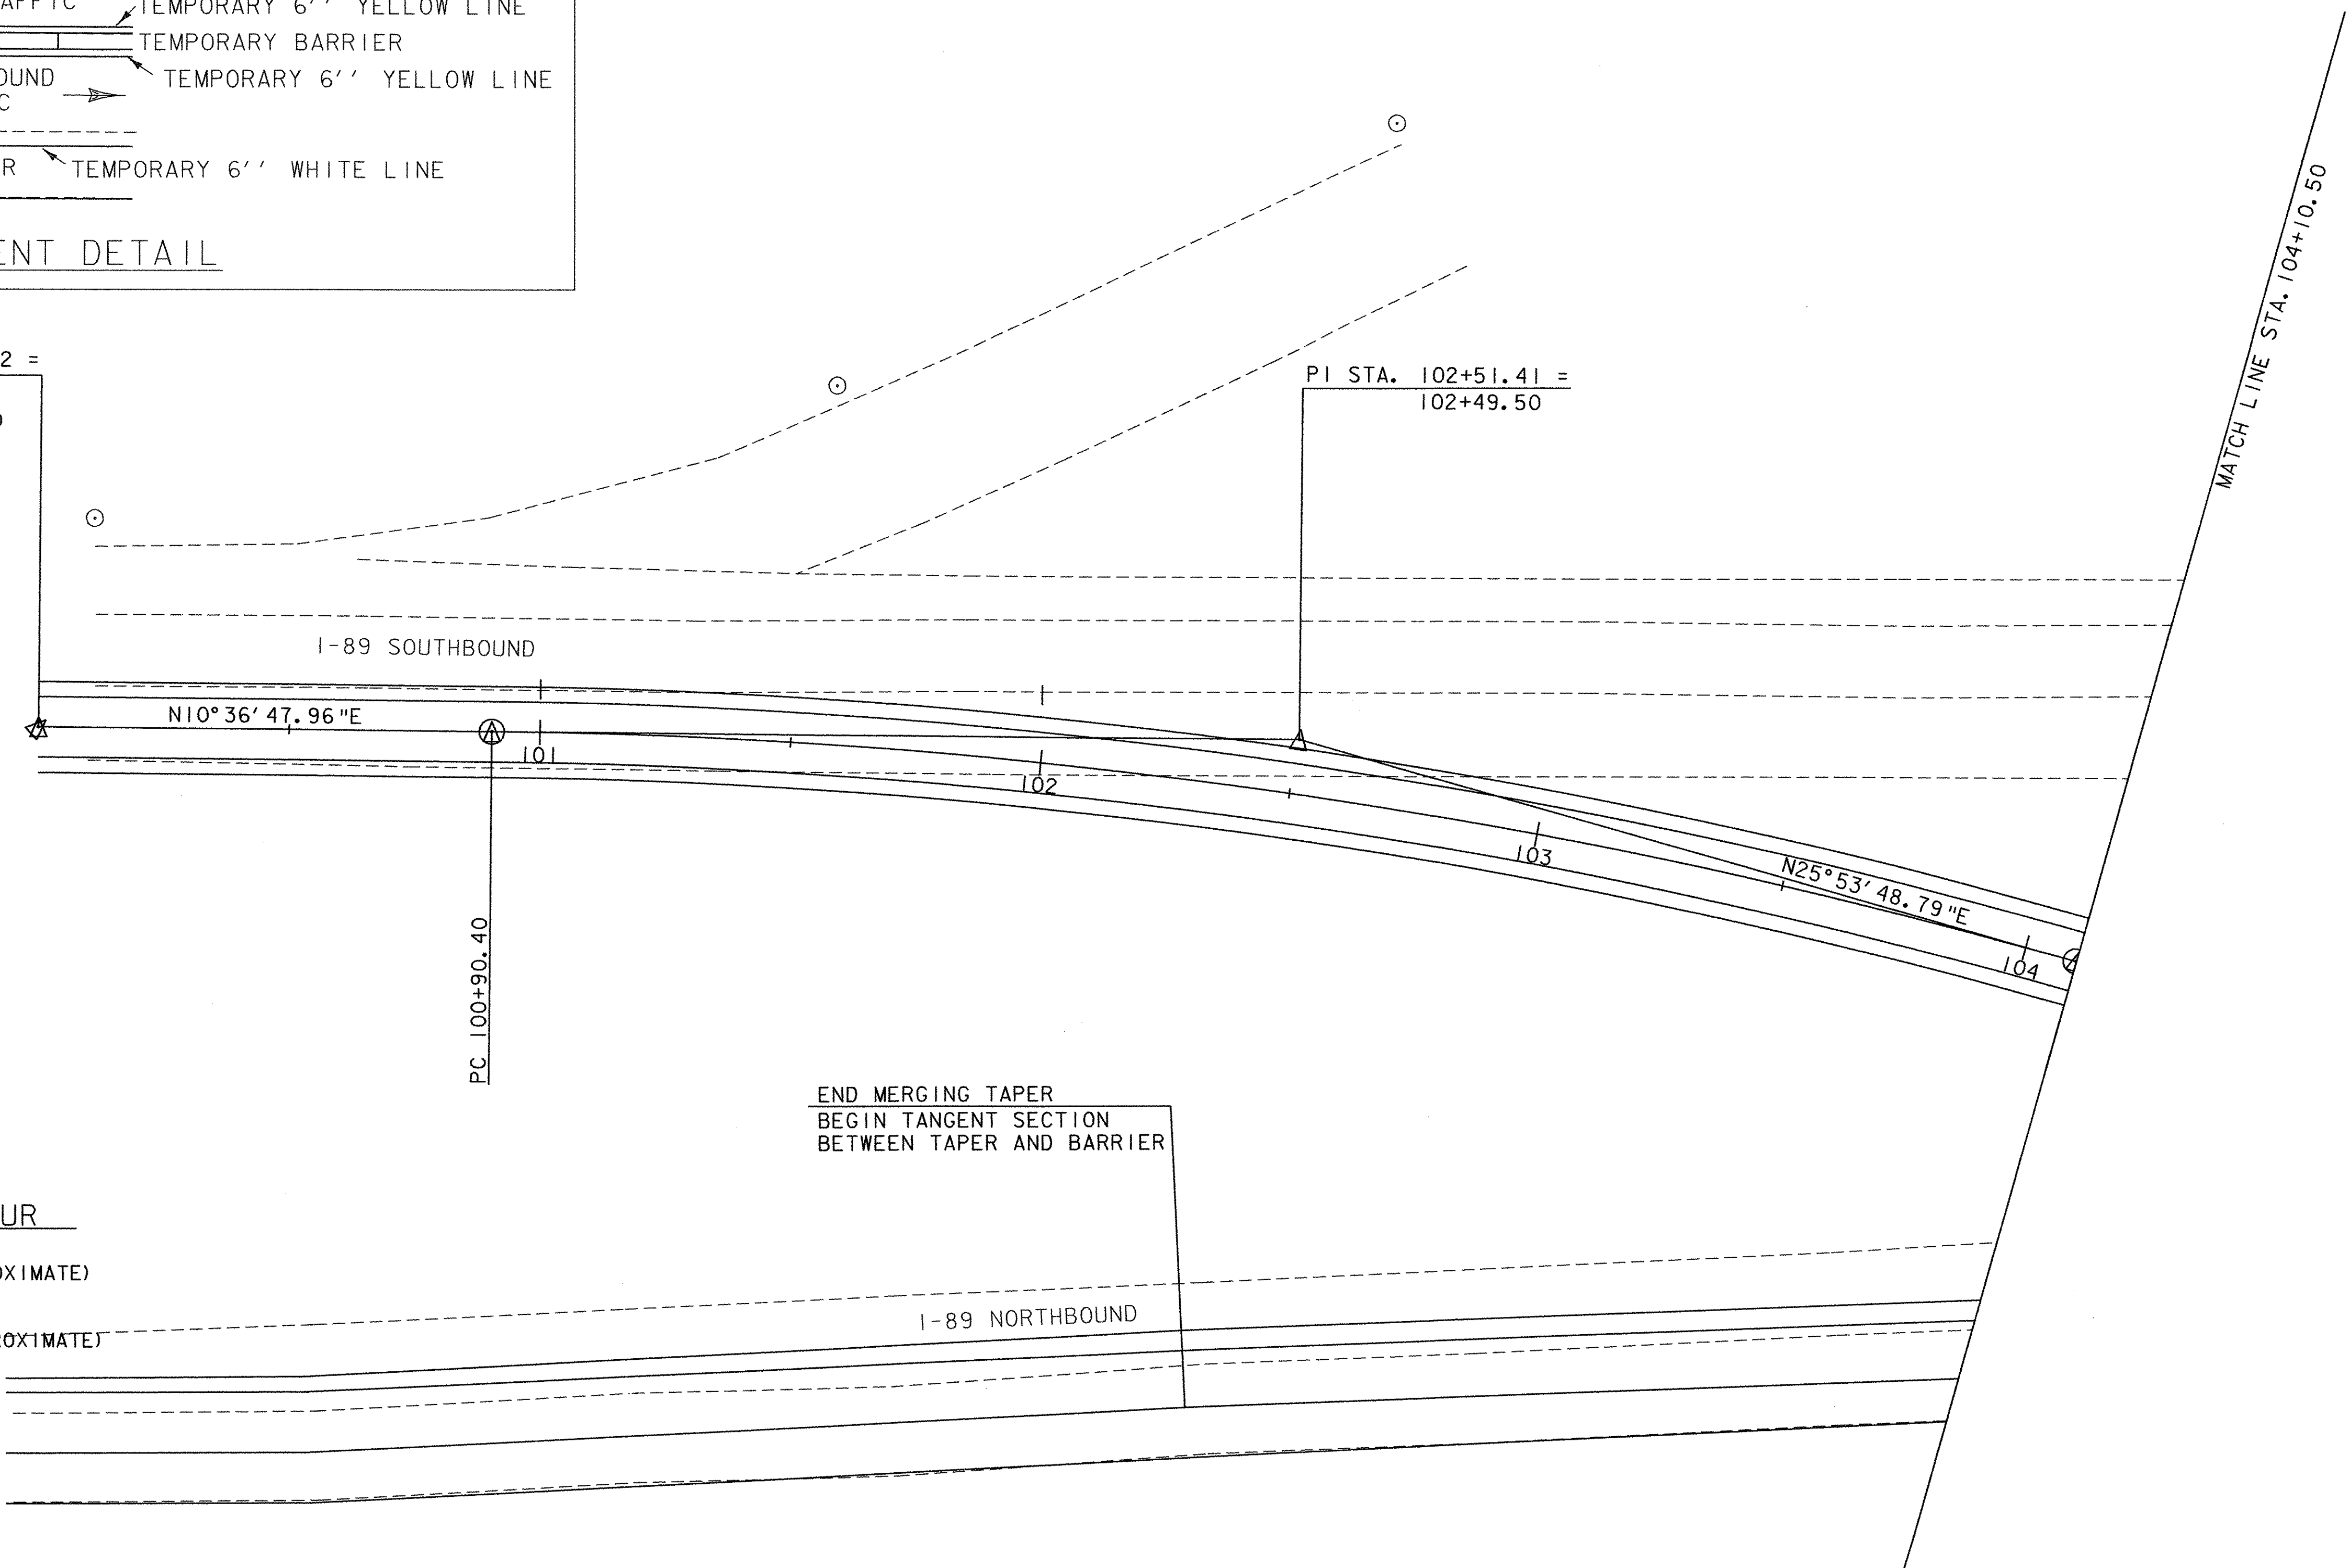 TEMPORARY 6'' YELLOW LINE
TEMPORARY BARRIER
TEMPORARY 6'' YELLOW LINE
TEMPORARY 6'' WHITE LINE
DETAIL
2 =
PI STA. 102+51.41 =
102+49.50
MATCH LINE STA. 104+10.50
I-89 SOUTHBOUND
N10°36'47.96"E
101
102
103
N25°53'48.79"E
104
PC 100+90.40
END MERGING TAPER
BEGIN TANGENT SECTION
BETWEEN TAPER AND BARRIER
UR
OXIMATE)
I-89 NORTHBOUND
ROXIMATE)